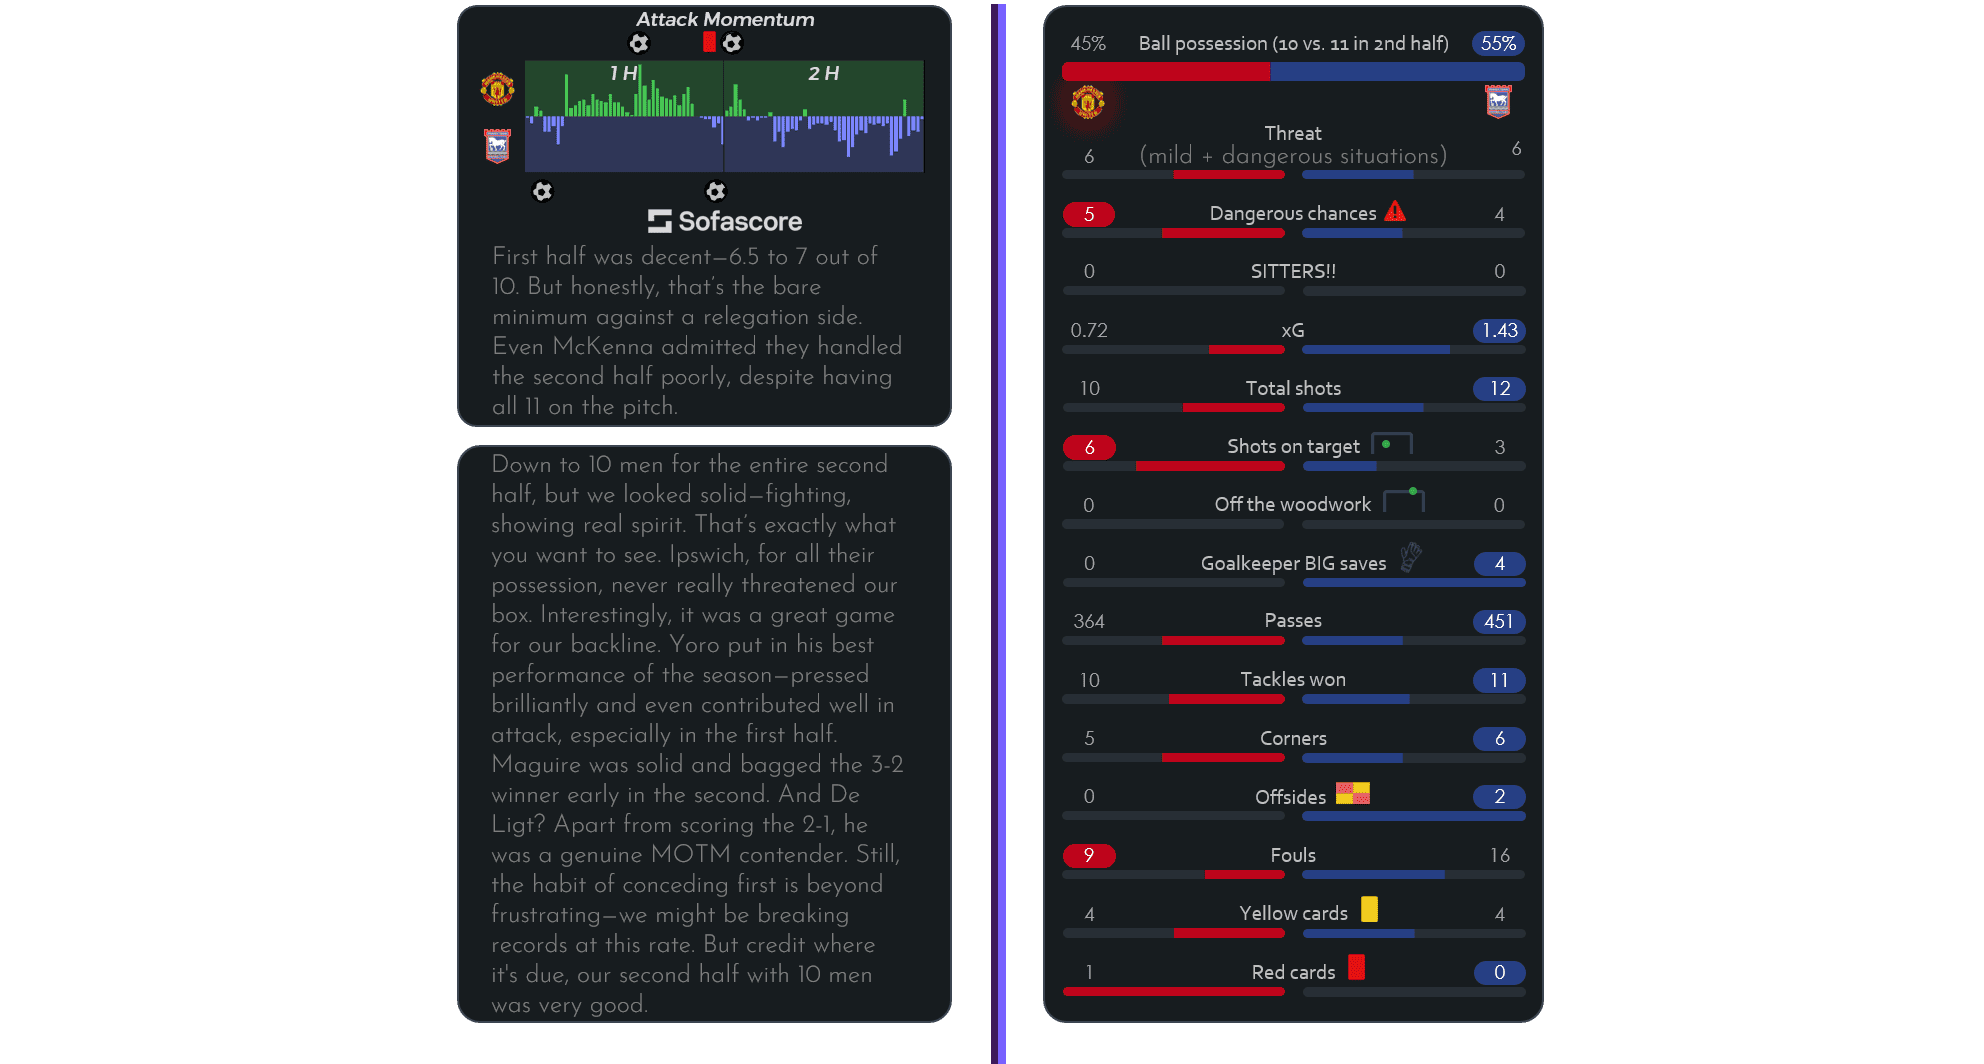 Attack Momentum
1 H
2 H
Sofascore
First half was decent—6.5 to 7 out of
10. But honestly, that's the bare
minimum against a relegation side.
Even McKenna admitted they handled
the second half poorly, despite having
all 11 on the pitch.
Down to 10 men for the entire second
half, but we looked solid—fighting,
showing real spirit. That's exactly what
you want to see. Ipswich, for all their
possession, never really threatened our
box. Interestingly, it was a great game
for our backline. Yoro put in his best
performance of the season—pressed
brilliantly and even contributed well in
attack, especially in the first half.
Maguire was solid and bagged the 3-2
winner early in the second. And De
Ligt? Apart from scoring the 2-1, he
was a genuine MOTM contender. Still,
the habit of conceding first is beyond
frustrating—we might be breaking
records at this rate. But credit where
it's due, our second half with 10 men
was very good.
45% Ball possession (10 vs. 11 in 2nd half) 55%
Threat
6 (mild + dangerous situations) 6
5 Dangerous chances 4
0 SITTERS!! 0
0.72 xG 1.43
10 Total shots 12
6 Shots on target 3
0 Off the woodwork 0
0 Goalkeeper BIG saves 4
364 Passes 451
10 Tackles won 11
5 Corners 6
0 Offsides 2
9 Fouls 16
4 Yellow cards 4
1 Red cards 0